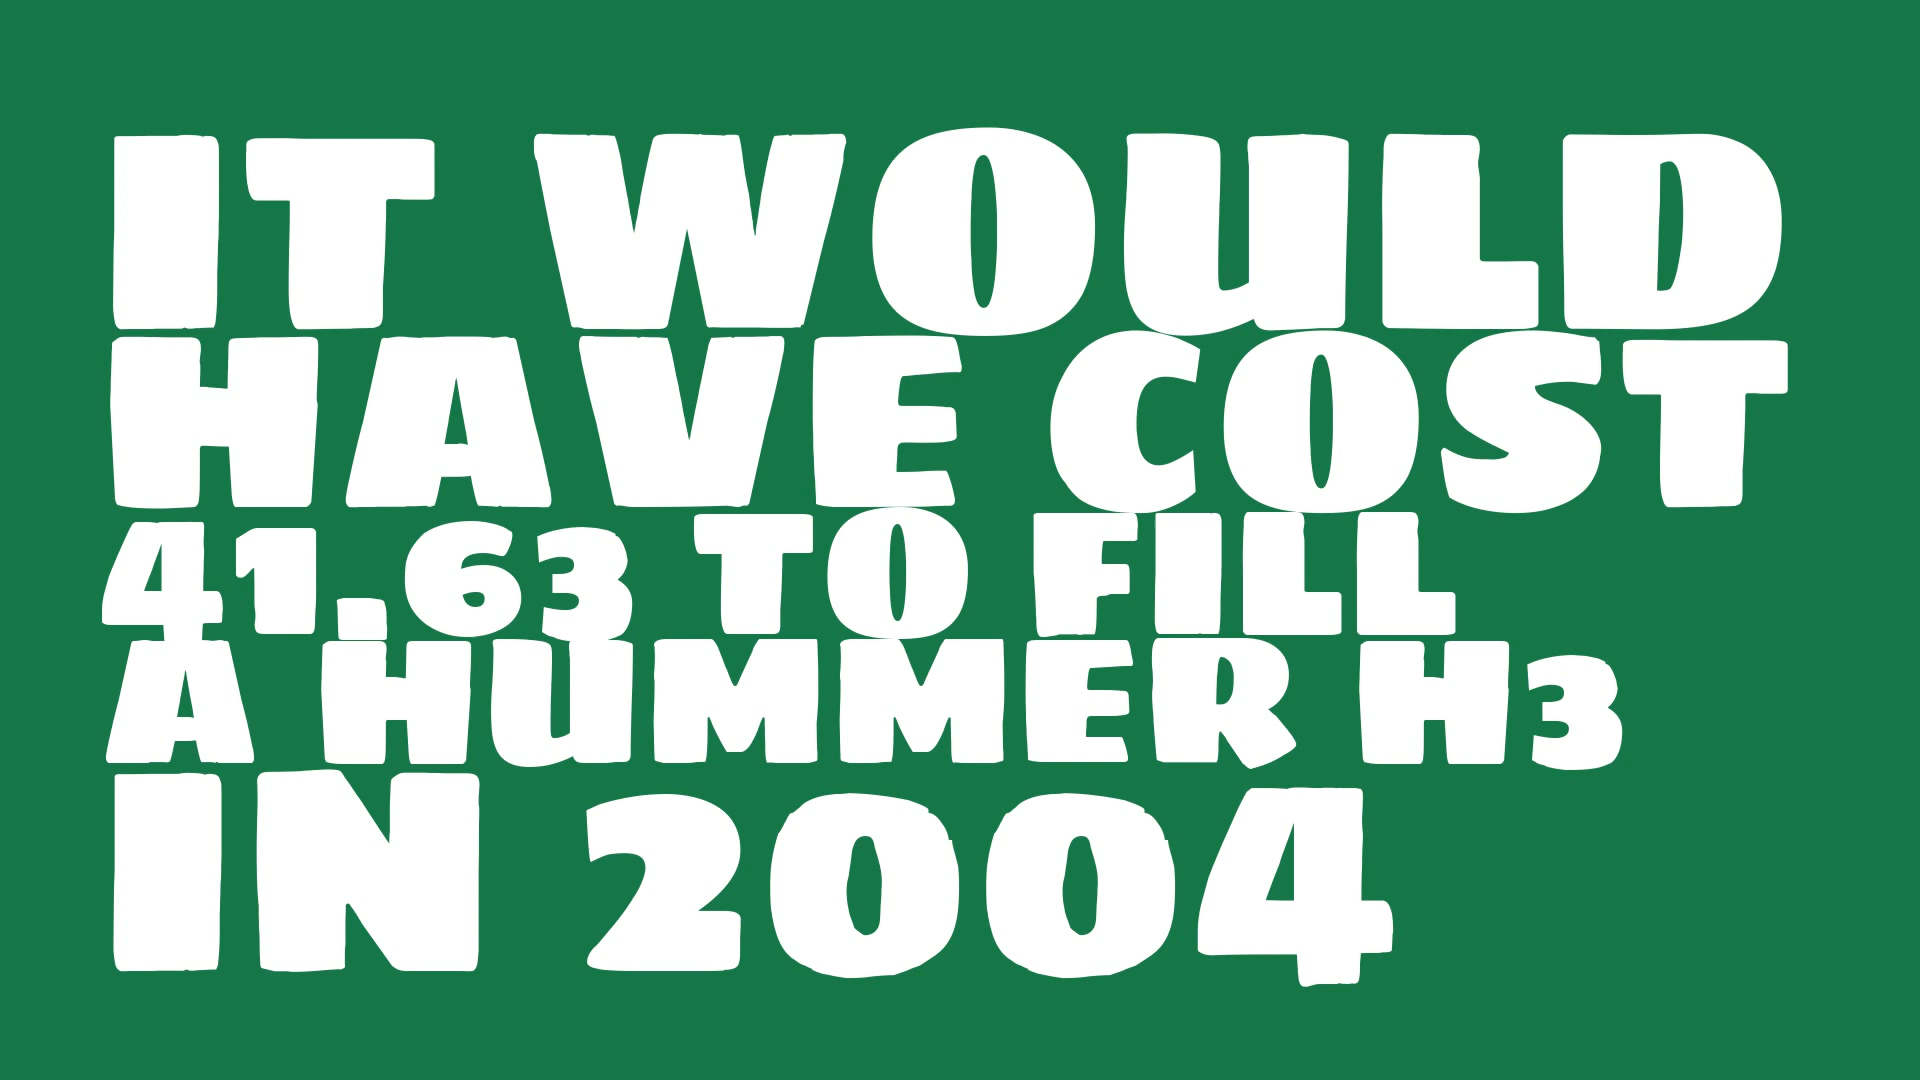 IT WOULD
HAVE COST
41.63 TO FILL
A HUMMER H3
IN 2004